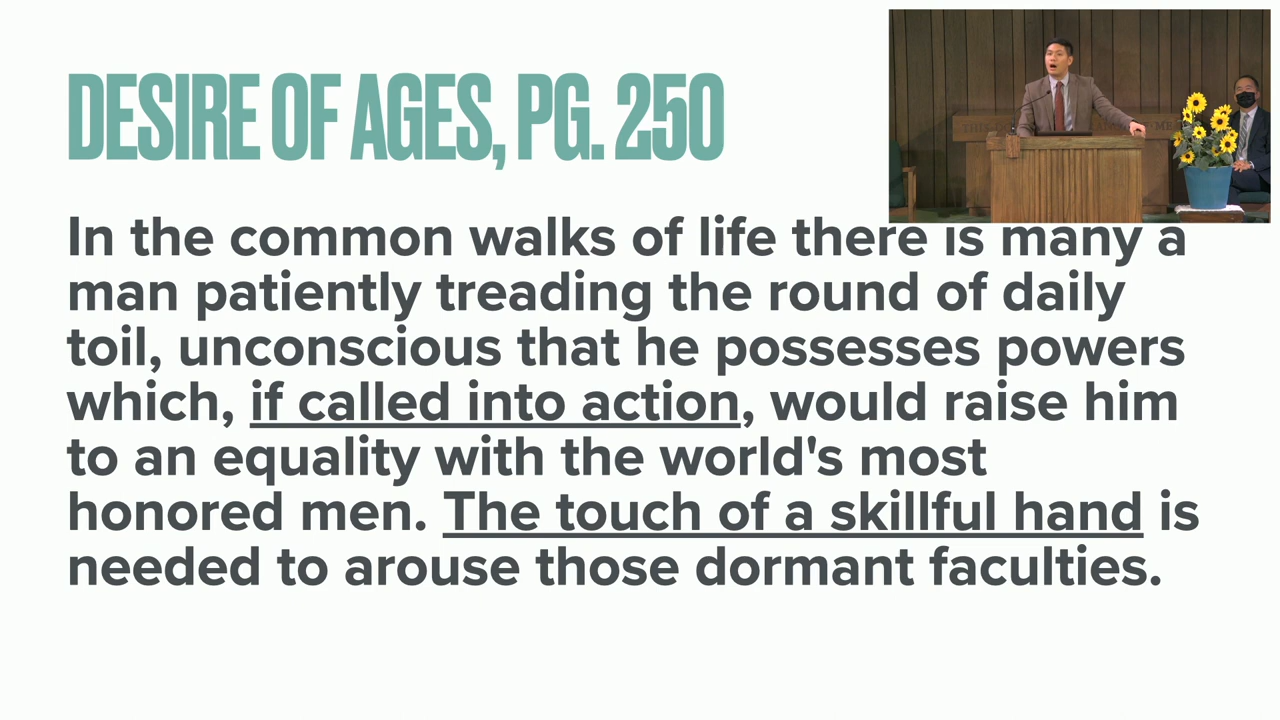 DESIRE OF AGES, PG. 250
In the common walks of life there is many a
man patiently treading the round of daily
toil, unconscious that he possesses powers
which, if called into action, would raise him
to an equality with the world's most
honored men. The touch of a skillful hand is
needed to arouse those dormant faculties.